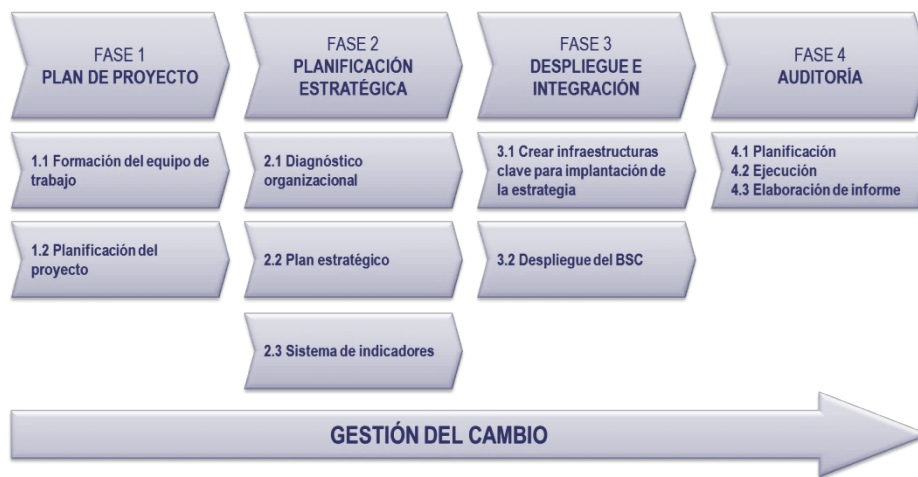 FASE 1
PLAN DE PROYECTO
FASE 2
PLANIFICACIÓN
ESTRATÉGICA
FASE 3
DESPLIEGUE E
INTEGRACIÓN
FASE 4
AUDITORÍA
1.1 Formación del equipo de
trabajo
2.1 Diagnóstico
organizacional
3.1 Crear infraestructuras
clave para implantación de
la estrategia
4.1 Planificación
4.2 Ejecución
4.3 Elaboración de informe
1.2 Planificación del
proyecto
2.2 Plan estratégico
3.2 Despliegue del BSC
2.3 Sistema de indicadores
GESTIÓN DEL CAMBIO